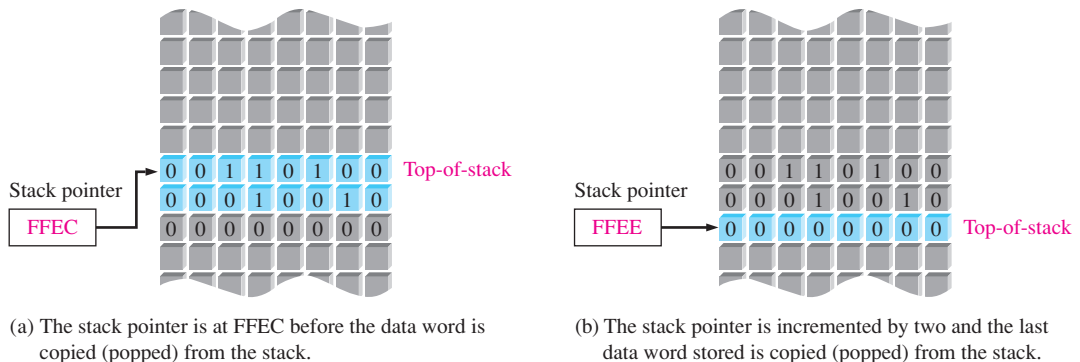 0 0 1 1 0 1 0 0 Top-of-stack
Stack pointer
0 0 0 1 0 0 1 0
FFEC
0 0 0 0 0 0 0 0
(a) The stack pointer is at FFEC before the data word is
copied (popped) from the stack.
0 0 1 1 0 1 0 0
Stack pointer
0 0 0 1 0 0 1 0
FFEE
0 0 0 0 0 0 0 0 Top-of-stack
(b) The stack pointer is incremented by two and the last
data word stored is copied (popped) from the stack.